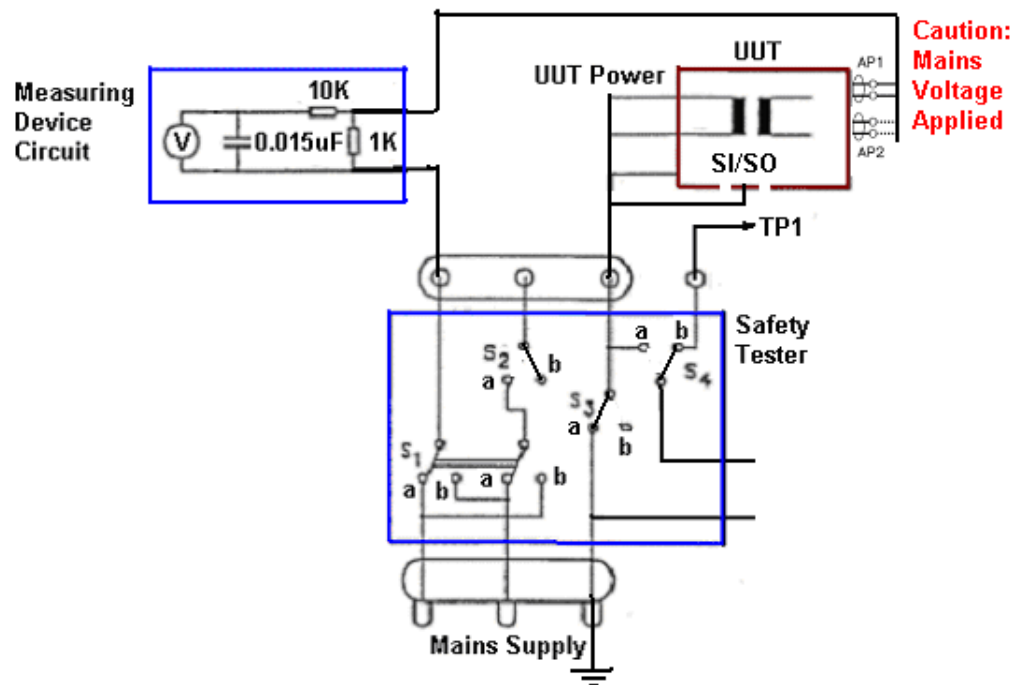 Caution:
Mains
Voltage
Applied
UUT
AP1
UUT Power
Measuring
Device
Circuit
10K
V
0.015uF
1K
SI/SO
AP2
TP1
Safety
Tester
a
b
S2
b
a
S4
S3
a
b
S1
a
b
a
b
Mains Supply